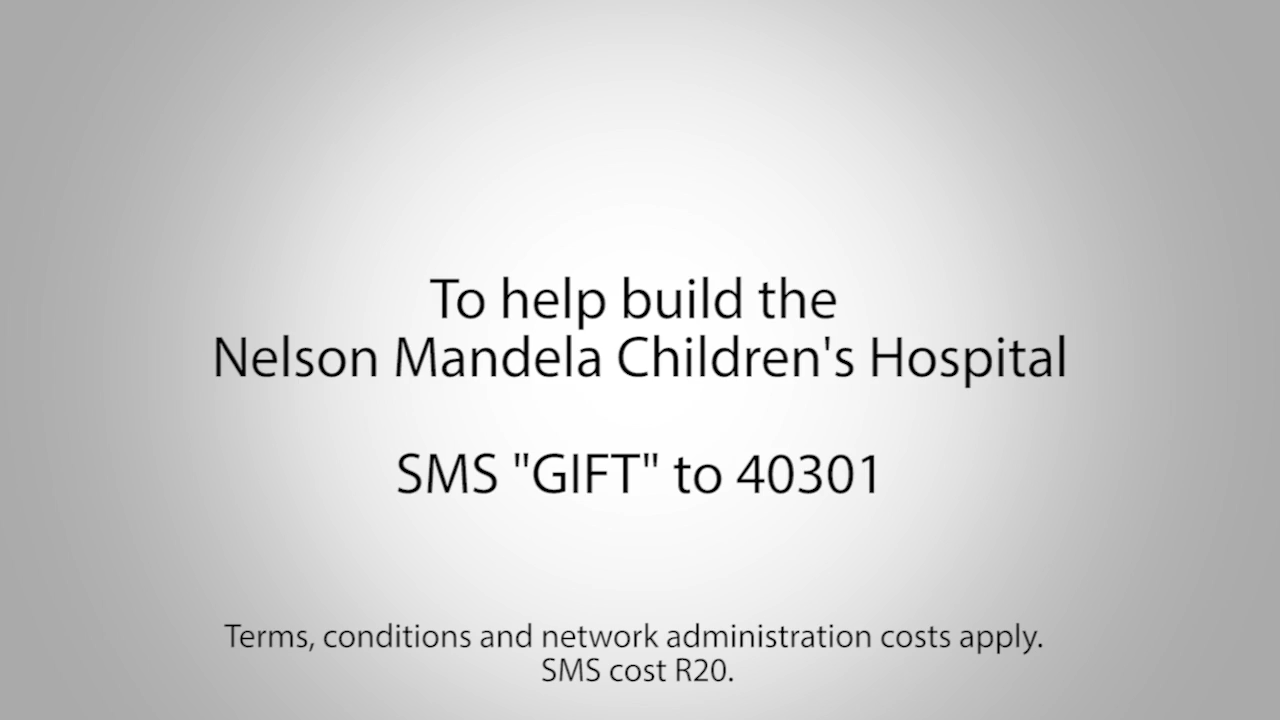 To help build the
Nelson Mandela Children's Hospital
SMS "GIFT" to 40301
Terms, conditions and network administration costs apply.
SMS cost R20.